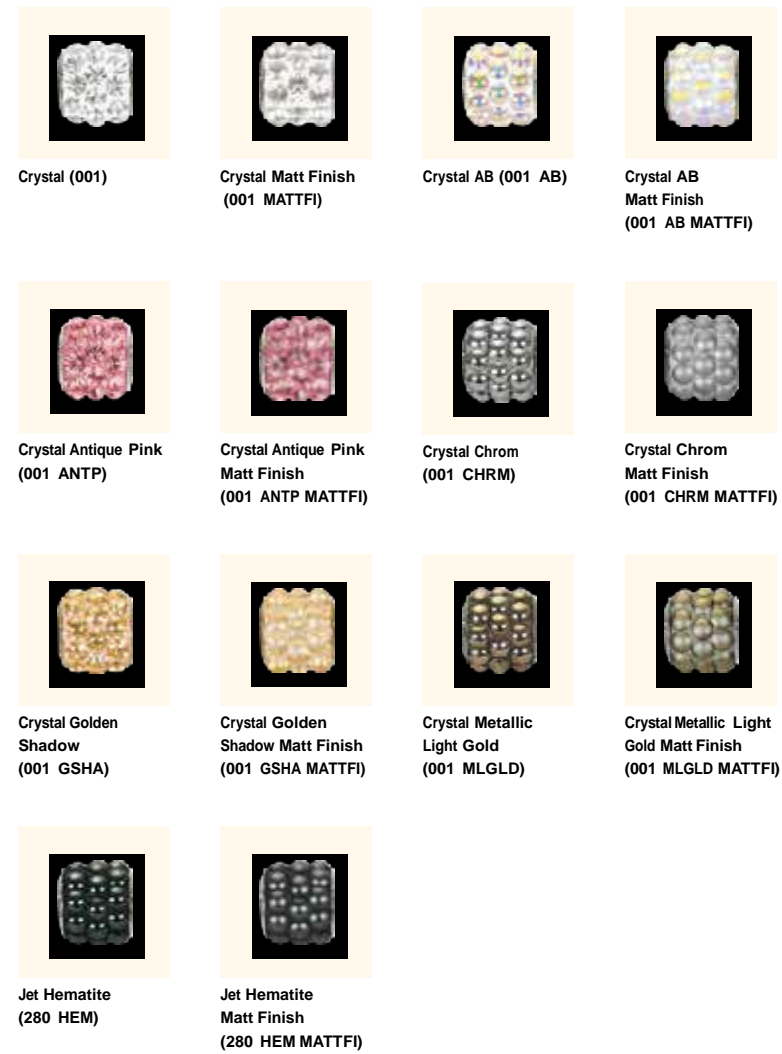 Crystal (001)
Crystal Matt Finish
(001 MATTFI)
Crystal AB (001 AB)
Crystal AB
Matt Finish
(001 AB MATTFI)
Crystal Antique Pink
(001 ANTP)
Crystal Antique Pink
Matt Finish
(001 ANTP MATTFI)
Crystal Chrom
(001 CHRM)
Crystal Chrom
Matt Finish
(001 CHRM MATTFI)
Crystal Golden
Shadow
(001 GSHA)
Crystal Golden
Shadow Matt Finish
(001 GSHA MATTFI)
Crystal Metallic
Light Gold
(001 MLGLD)
Crystal Metallic Light
Gold Matt Finish
(001 MLGLD MATTFI)
Jet Hematite
(280 HEM)
Jet Hematite
Matt Finish
(280 HEM MATTFI)